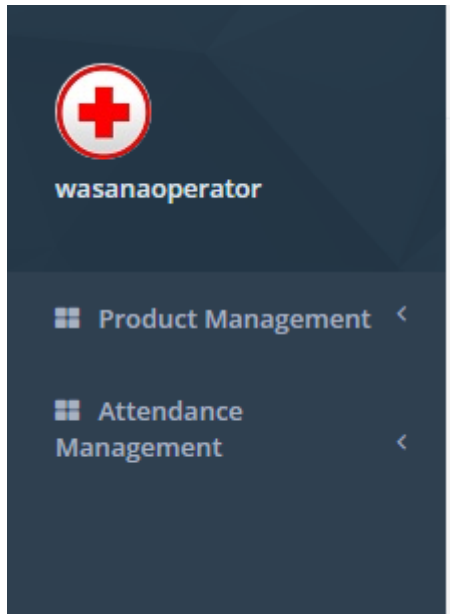 wasanaoperator
Product Management
Attendance
Management